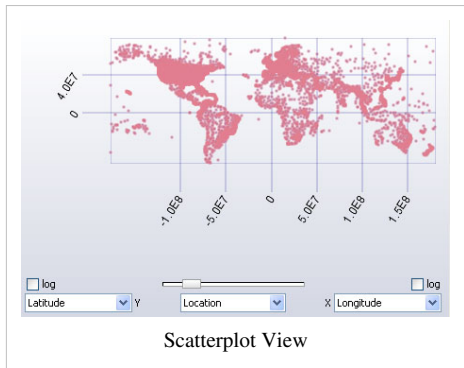 4.0E7
0
-1.0E8
-5.0E7
0
5.0E7
1.0E8
1.5E8
log
log
Latitude Y Location X Longitude
Scatterplot View